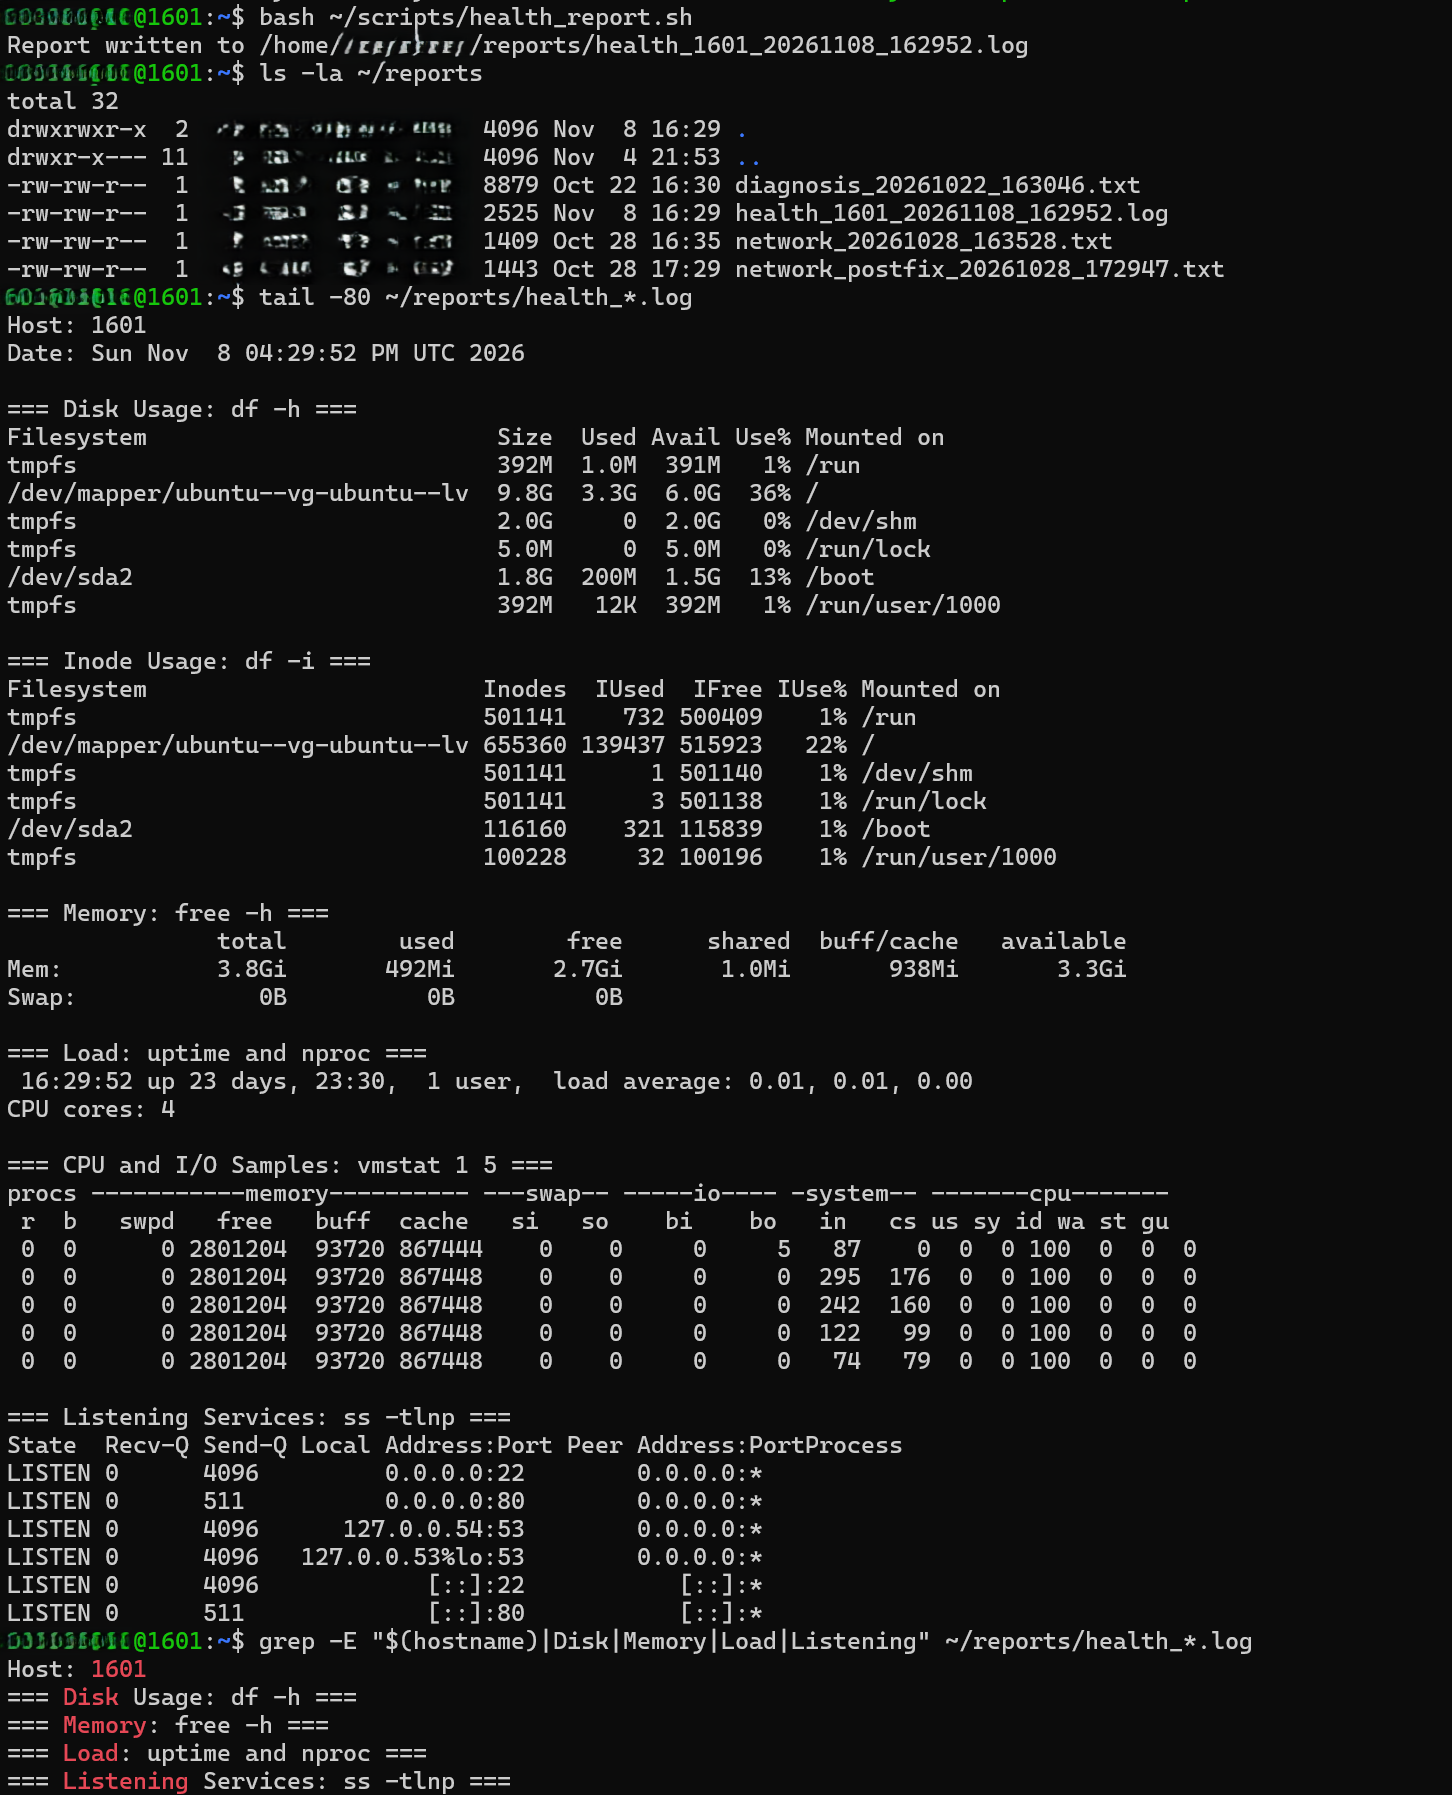 @1601:~$ bash ~/scripts/health_report.sh
Report written to /home/ /reports/health_1601_20261108_162952.log
@1601:~$ ls -la ~/reports
total 32
drwxrwxr-x  2                     4096 Nov  8 16:29 .
drwxr-x--- 11                     4096 Nov  4 21:53 ..
-rw-rw-r--  1                     8879 Oct 22 16:30 diagnosis_20261022_163046.txt
-rw-rw-r--  1                     2525 Nov  8 16:29 health_1601_20261108_162952.log
-rw-rw-r--  1                     1409 Oct 28 16:35 network_20261028_163528.txt
-rw-rw-r--  1                     1443 Oct 28 17:29 network_postfix_20261028_172947.txt
@1601:~$ tail -80 ~/reports/health_*.log
Host: 1601
Date: Sun Nov  8 04:29:52 PM UTC 2026

=== Disk Usage: df -h ===
Filesystem                         Size  Used Avail Use% Mounted on
tmpfs                              392M  1.0M  391M   1% /run
/dev/mapper/ubuntu--vg-ubuntu--lv  9.8G  3.3G  6.0G  36% /
tmpfs                              2.0G     0  2.0G   0% /dev/shm
tmpfs                              5.0M     0  5.0M   0% /run/lock
/dev/sda2                          1.8G  200M  1.5G  13% /boot
tmpfs                              392M   12K  392M   1% /run/user/1000

=== Inode Usage: df -i ===
Filesystem                        Inodes  IUsed  IFree IUse% Mounted on
tmpfs                             501141    732 500409    1% /run
/dev/mapper/ubuntu--vg-ubuntu--lv 655360 139437 515923   22% /
tmpfs                             501141      1 501140    1% /dev/shm
tmpfs                             501141      3 501138    1% /run/lock
/dev/sda2                         116160    321 115839    1% /boot
tmpfs                             100228     32 100196    1% /run/user/1000

=== Memory: free -h ===
               total        used        free      shared  buff/cache   available
Mem:           3.8Gi       492Mi       2.7Gi       1.0Mi       938Mi       3.3Gi
Swap:             0B          0B          0B

=== Load: uptime and nproc ===
 16:29:52 up 23 days, 23:30,  1 user,  load average: 0.01, 0.01, 0.00
CPU cores: 4

=== CPU and I/O Samples: vmstat 1 5 ===
procs -----------memory---------- ---swap-- -----io---- -system-- -------cpu-------
 r  b   swpd   free   buff  cache   si   so    bi    bo   in   cs us sy id wa st gu
 0  0      0 2801204  93720 867444    0    0     0     5   87    0  0  0 100  0  0  0
 0  0      0 2801204  93720 867448    0    0     0     0  295  176  0  0 100  0  0  0
 0  0      0 2801204  93720 867448    0    0     0     0  242  160  0  0 100  0  0  0
 0  0      0 2801204  93720 867448    0    0     0     0  122   99  0  0 100  0  0  0
 0  0      0 2801204  93720 867448    0    0     0     0   74   79  0  0 100  0  0  0

=== Listening Services: ss -tlnp ===
State  Recv-Q Send-Q Local Address:Port Peer Address:PortProcess
LISTEN 0      4096         0.0.0.0:22        0.0.0.0:*
LISTEN 0      511          0.0.0.0:80        0.0.0.0:*
LISTEN 0      4096      127.0.0.54:53        0.0.0.0:*
LISTEN 0      4096   127.0.0.53%lo:53        0.0.0.0:*
LISTEN 0      4096            [::]:22           [::]:*
LISTEN 0      511             [::]:80           [::]:*
@1601:~$ grep -E "$(hostname)|Disk|Memory|Load|Listening" ~/reports/health_*.log
Host: 1601
=== Disk Usage: df -h ===
=== Memory: free -h ===
=== Load: uptime and nproc ===
=== Listening Services: ss -tlnp ===